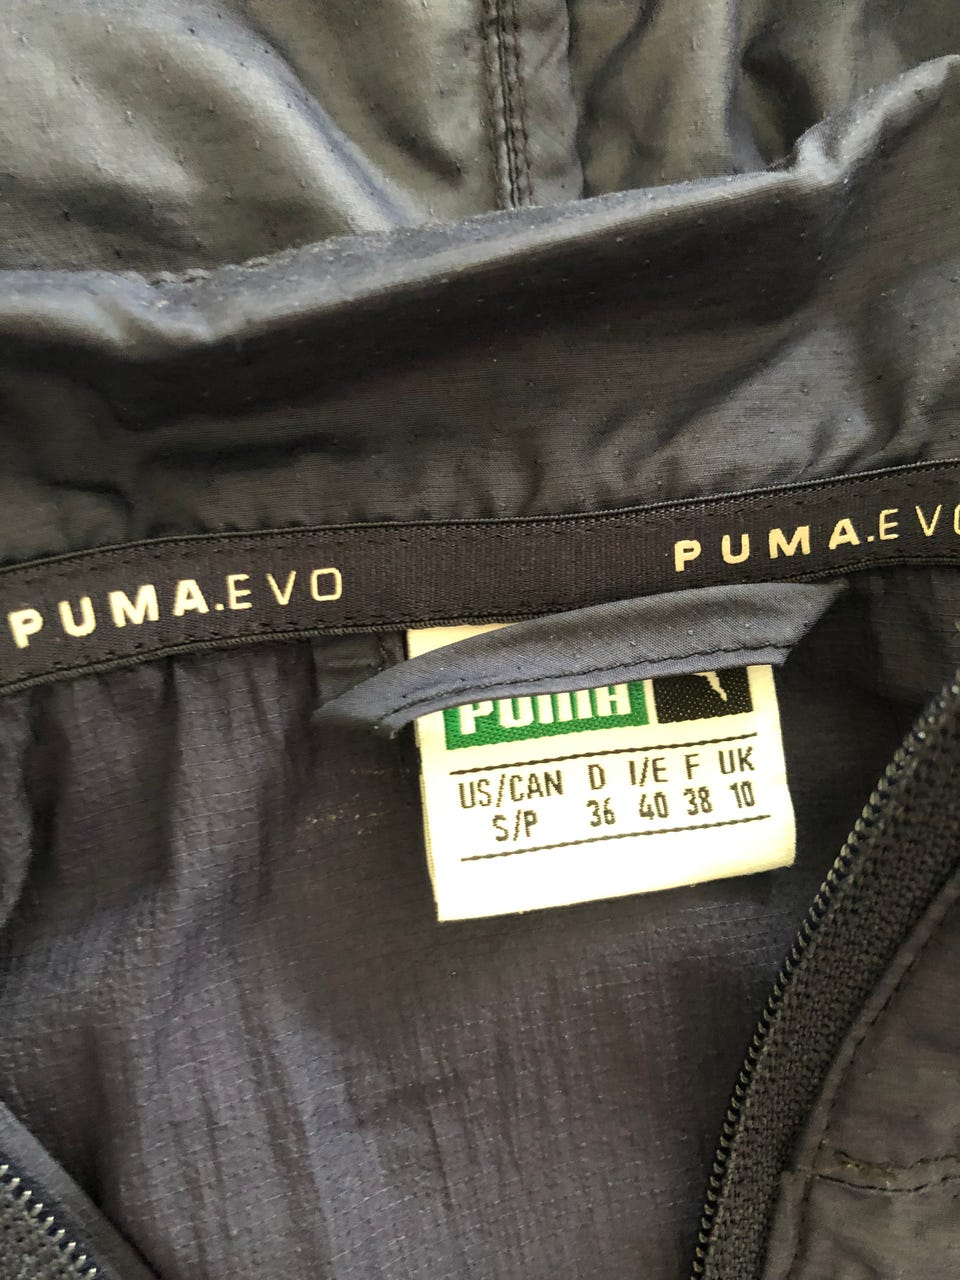 PUMA.EVO
PUMA.EVO
PUMA
US/CAN D I/E F UK
S/P 36 40 38 10